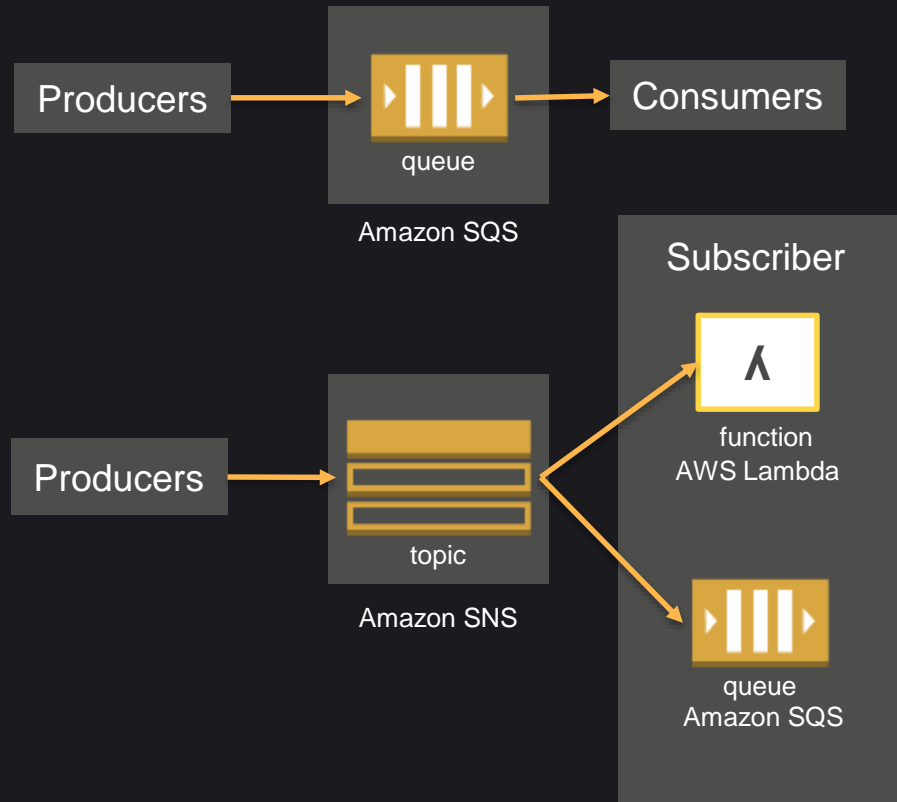 Producers
queue
Amazon SQS
Consumers
Producers
topic
Amazon SNS
Subscriber
ʎ
function
AWS Lambda
queue
Amazon SQS